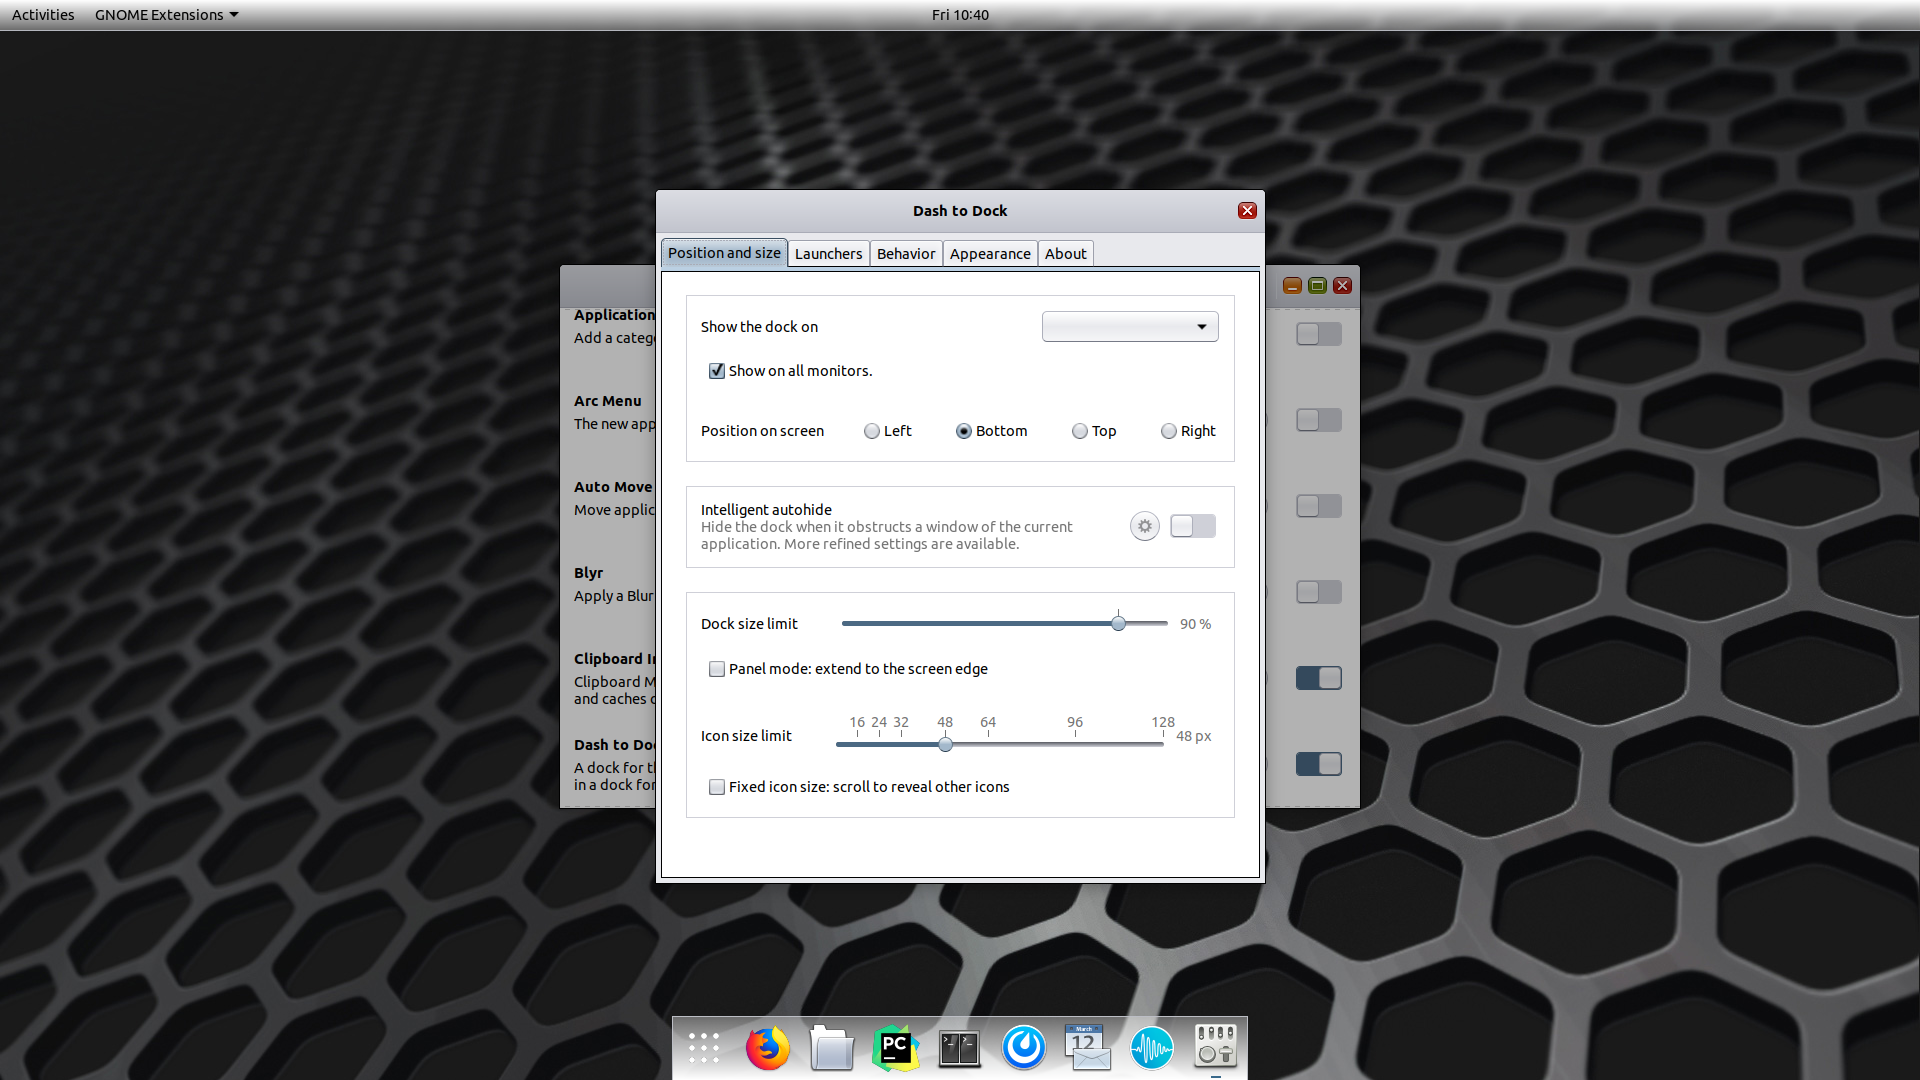 Activities GNOME Extensions Fri 10:40
Dash to Dock
Position and size Launchers Behavior Appearance About
Show the dock on
Show on all monitors.
Position on screen Left Bottom Top Right
Intelligent autohide
Hide the dock when it obstructs a window of the current
application. More refined settings are available.
Dock size limit 90 %
Panel mode: extend to the screen edge
16 24 32 48 64 96 128
Icon size limit 48 px
Fixed icon size: scroll to reveal other icons
Application
Add a categ
Arc Menu
The new app
Auto Move
Move applic
Blyr
Apply a Blur
Clipboard I
Clipboard M
and caches
Dash to Do
A dock for t
in a dock for
PC
March
12